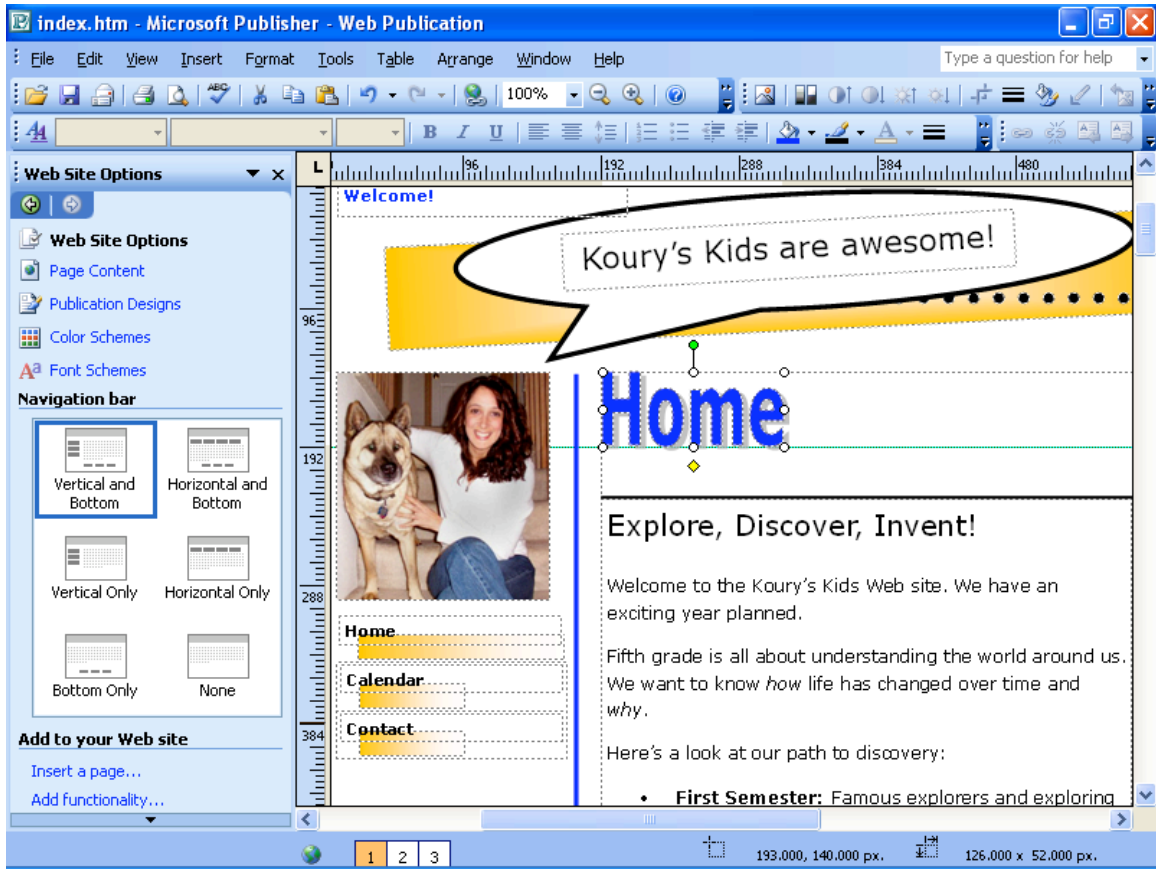 index.htm - Microsoft Publisher - Web Publication
File Edit View Insert Format Tools Table Arrange Window Help Type a question for help
ABC 100%
A4 B I U A
Web Site Options
Web Site Options
Page Content
Publication Designs
Color Schemes
Font Schemes
Navigation bar
Vertical and Bottom
Horizontal and Bottom
Vertical Only
Horizontal Only
Bottom Only
None
Add to your Web site
Insert a page...
Add functionality...
L 96 192 288 384 480
96
192
288
384
Welcome!
Koury's Kids are awesome!
Home
Home
Calendar
Contact
Explore, Discover, Invent!
Welcome to the Koury's Kids Web site. We have an
exciting year planned.
Fifth grade is all about understanding the world around us.
We want to know how life has changed over time and
why.
Here's a look at our path to discovery:
• First Semester: Famous explorers and exploring
1 2 3 193.000, 140.000 px. 126.000 x 52.000 px.